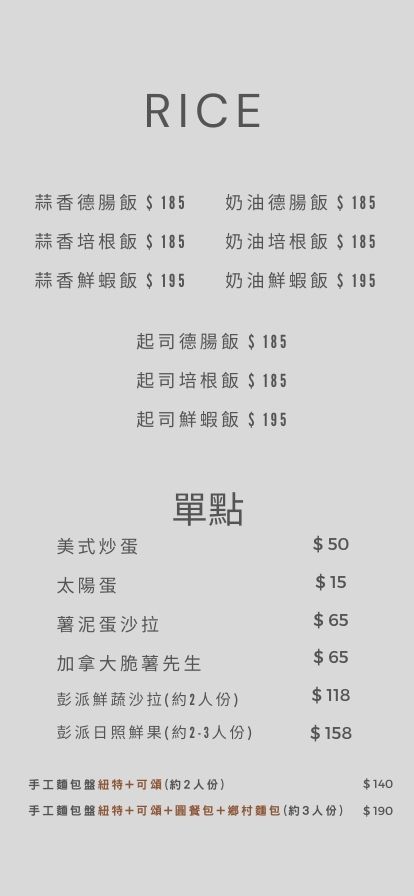 RICE
蒜香德腸飯 $ 185
奶油德腸飯 $ 185
蒜香培根飯 $ 185
奶油培根飯 $ 185
蒜香鮮蝦飯 $ 195
奶油鮮蝦飯 $ 195
起司德腸飯 $ 185
起司培根飯 $ 185
起司鮮蝦飯 $ 195
單點
美式炒蛋 $ 50
太陽蛋 $ 15
薯泥蛋沙拉 $ 65
加拿大脆薯先生 $ 65
彭派鮮蔬沙拉(約2人份) $ 118
彭派日照鮮果(約2-3人份) $ 158
手工麵包盤紐特+可頌(約2人份) $ 140
手工麵包盤紐特+可頌+圓餐包+鄉村麵包(約3人份) $ 190